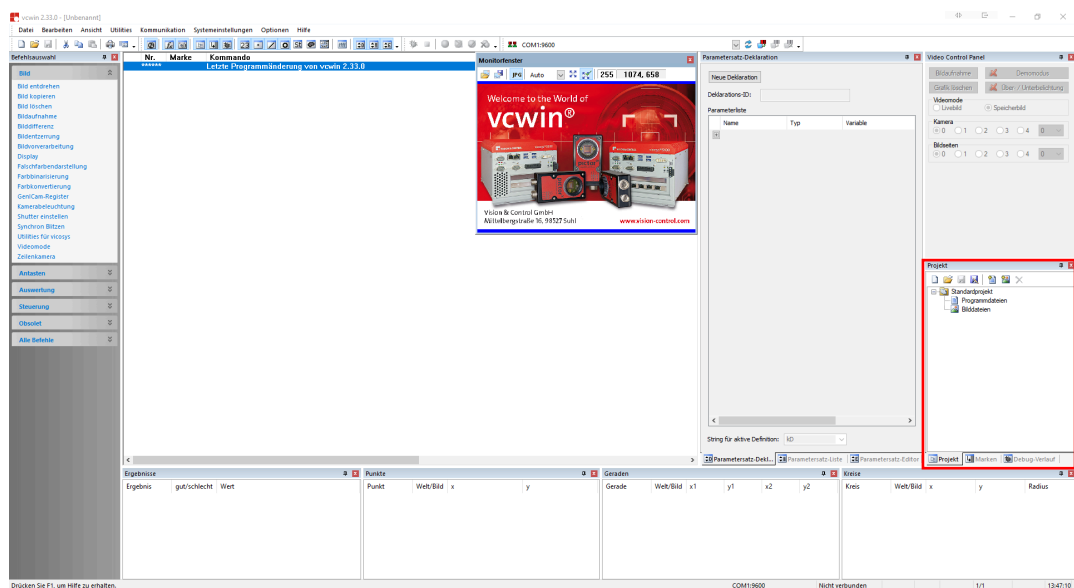 vcwin 2.33.0 - [Unbenannt]
Datei Bearbeiten Ansicht Utilities Kommunikation Systemeinstellungen Optionen Hilfe
COM1:9600
Befehlsauswahl
Bild
Bild entdrehen
Bild kopieren
Bild löschen
Bildaufnahme
Bilddifferenz
Bildentzerrung
Bildvorverarbeitung
Display
Falschfarbendarstellung
Farbbinarisierung
Farbkonvertierung
GeniCam-Register
Kamerabeleuchtung
Shutter einstellen
Synchron Blitzen
Utilities für vicosys
Videomode
Zeilenkamera
Antasten
Auswertung
Steuerung
Obsolet
Alle Befehle
Nr. Marke Kommando
****** Letzte Programmänderung von vcwin 2.33.0
Monitorfenster
JPG Auto 255 1074, 658
Welcome to the World of
vcwin®
Vision & Control GmbH
Mittelbergstraße 16, 98527 Suhl www.vision-control.com
Parametersatz-Deklaration
Neue Deklaration
Deklarations-ID:
Parameterliste
Name Typ Variable
*
String für aktive Definition: kD
Parametersatz-Dekl... Parametersatz-Liste Parametersatz-Editor
Video Control Panel
Bildaufnahme Demomodus
Grafik löschen Über- / Unterbelichtung
Videomode
Livebild Speicherbild
Kamera
0 1 2 3 4 0
Bildseiten
0 1 2 3 4 0
Projekt
Standardprojekt
Programmdateien
Bilddateien
Projekt Marken Debug-Verlauf
Ergebnisse
Ergebnis gut/schlecht Wert
Punkte
Punkt Welt/Bild x y
Geraden
Gerade Welt/Bild x1 y1 x2 y2
Kreise
Kreis Welt/Bild x y Radius
Drücken Sie F1, um Hilfe zu erhalten. COM1:9600 Nicht verbunden 1/1 13:47:10